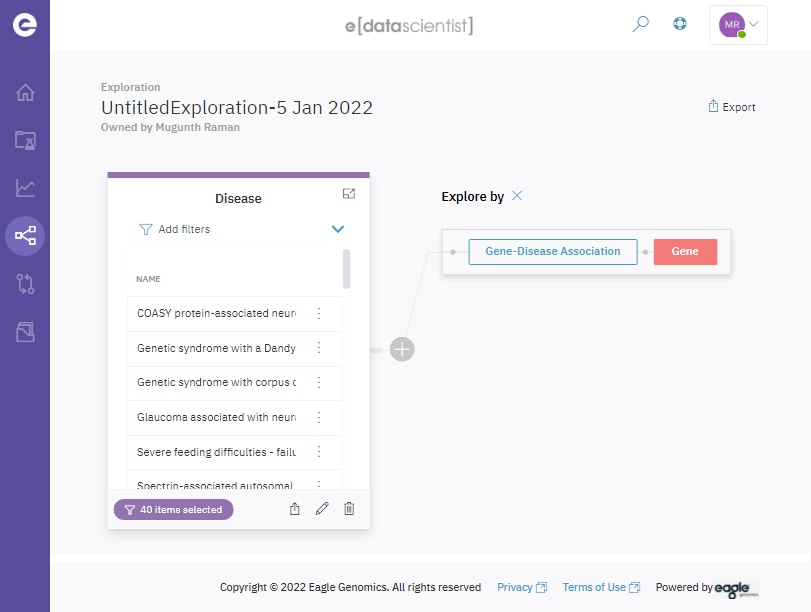 e
e[datascientist]
MR
Exploration
UntitledExploration-5 Jan 2022
Owned by Mugunth Raman
Export
Disease
Add filters
NAME
COASY protein-associated neur
Genetic syndrome with a Dandy
Genetic syndrome with corpus c
Glaucoma associated with neur
Severe feeding difficulties - failu
Spectrin-associated autosomal
40 items selected
Explore by
Gene-Disease Association
Gene
Copyright © 2022 Eagle Genomics. All rights reserved Privacy Terms of Use Powered by eagle genomics